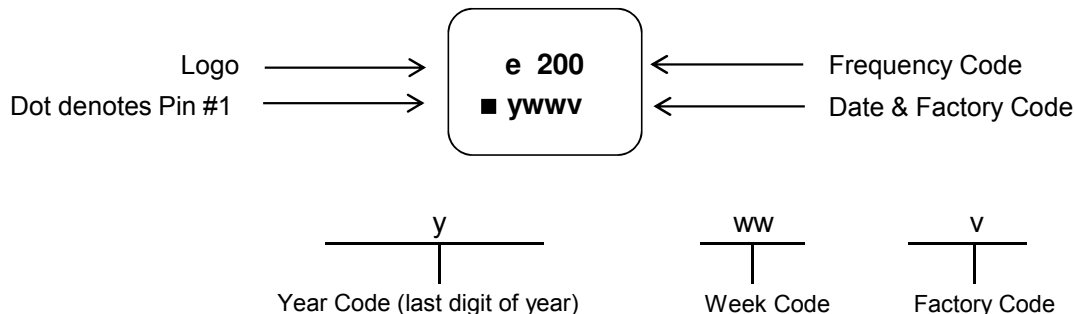 Logo e 200 Frequency Code
Dot denotes Pin #1 ■ ywwv Date & Factory Code
y ww v
Year Code (last digit of year) Week Code Factory Code